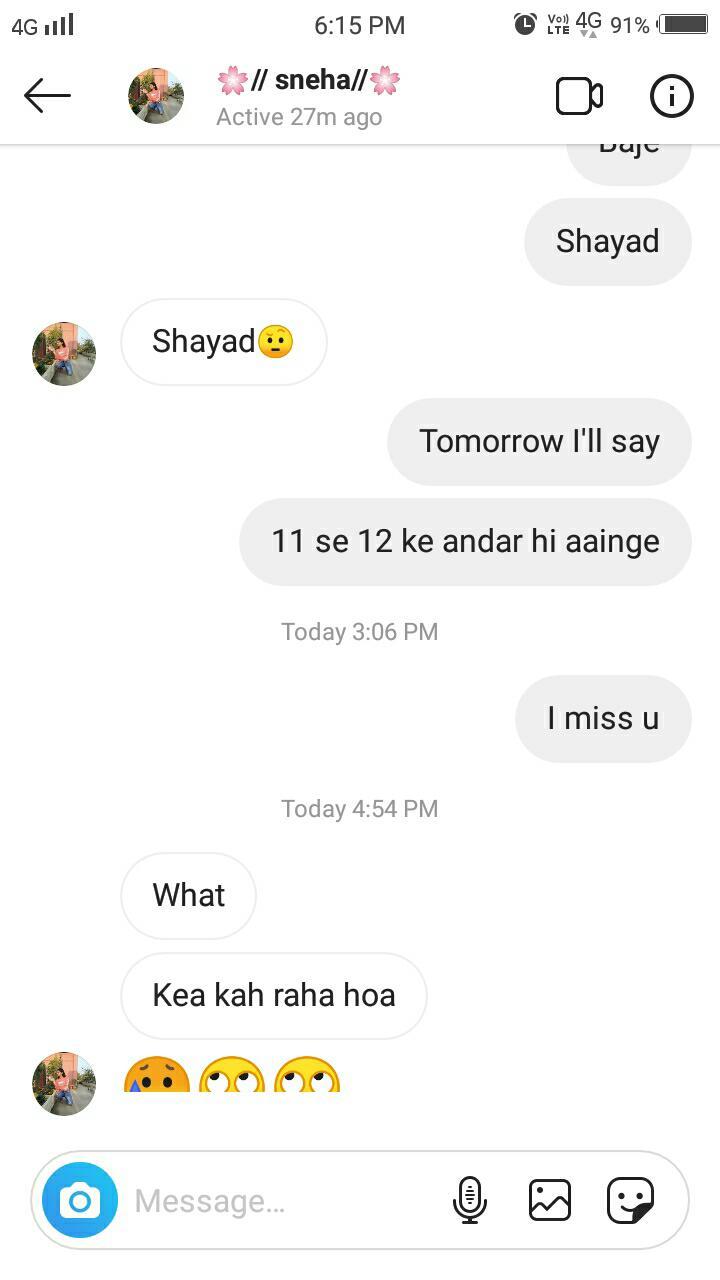 4G 6:15 PM Vo)) LTE 4G 91%
🌸// sneha//🌸
Active 27m ago
Baje
Shayad
Shayad🤨
Tomorrow I'll say
11 se 12 ke andar hi aainge
Today 3:06 PM
I miss u
Today 4:54 PM
What
Kea kah raha hoa
😥🙄🙄
Message...